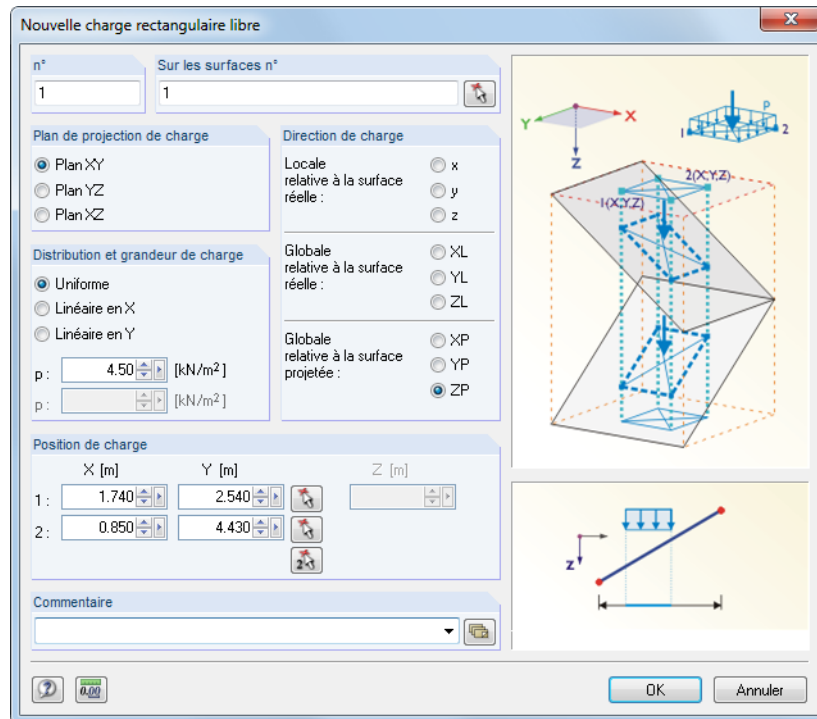 Nouvelle charge rectangulaire libre
n°
1
Sur les surfaces n°
1
Plan de projection de charge
Plan XY
Plan YZ
Plan XZ
Direction de charge
Locale
relative à la surface
réelle :
x
y
z
Globale
relative à la surface
réelle :
XL
YL
ZL
Globale
relative à la surface
projetée :
XP
YP
ZP
Distribution et grandeur de charge
Uniforme
Linéaire en X
Linéaire en Y
p : 4.50 [kN/m²]
p : [kN/m²]
Position de charge
X [m] Y [m] Z [m]
1 : 1.740 2.540
2 : 0.850 4.430
2
Commentaire
0.00
OK
Annuler
Y X
Z
p
1 2
2(X,Y,Z)
1(X,Y,Z)
z